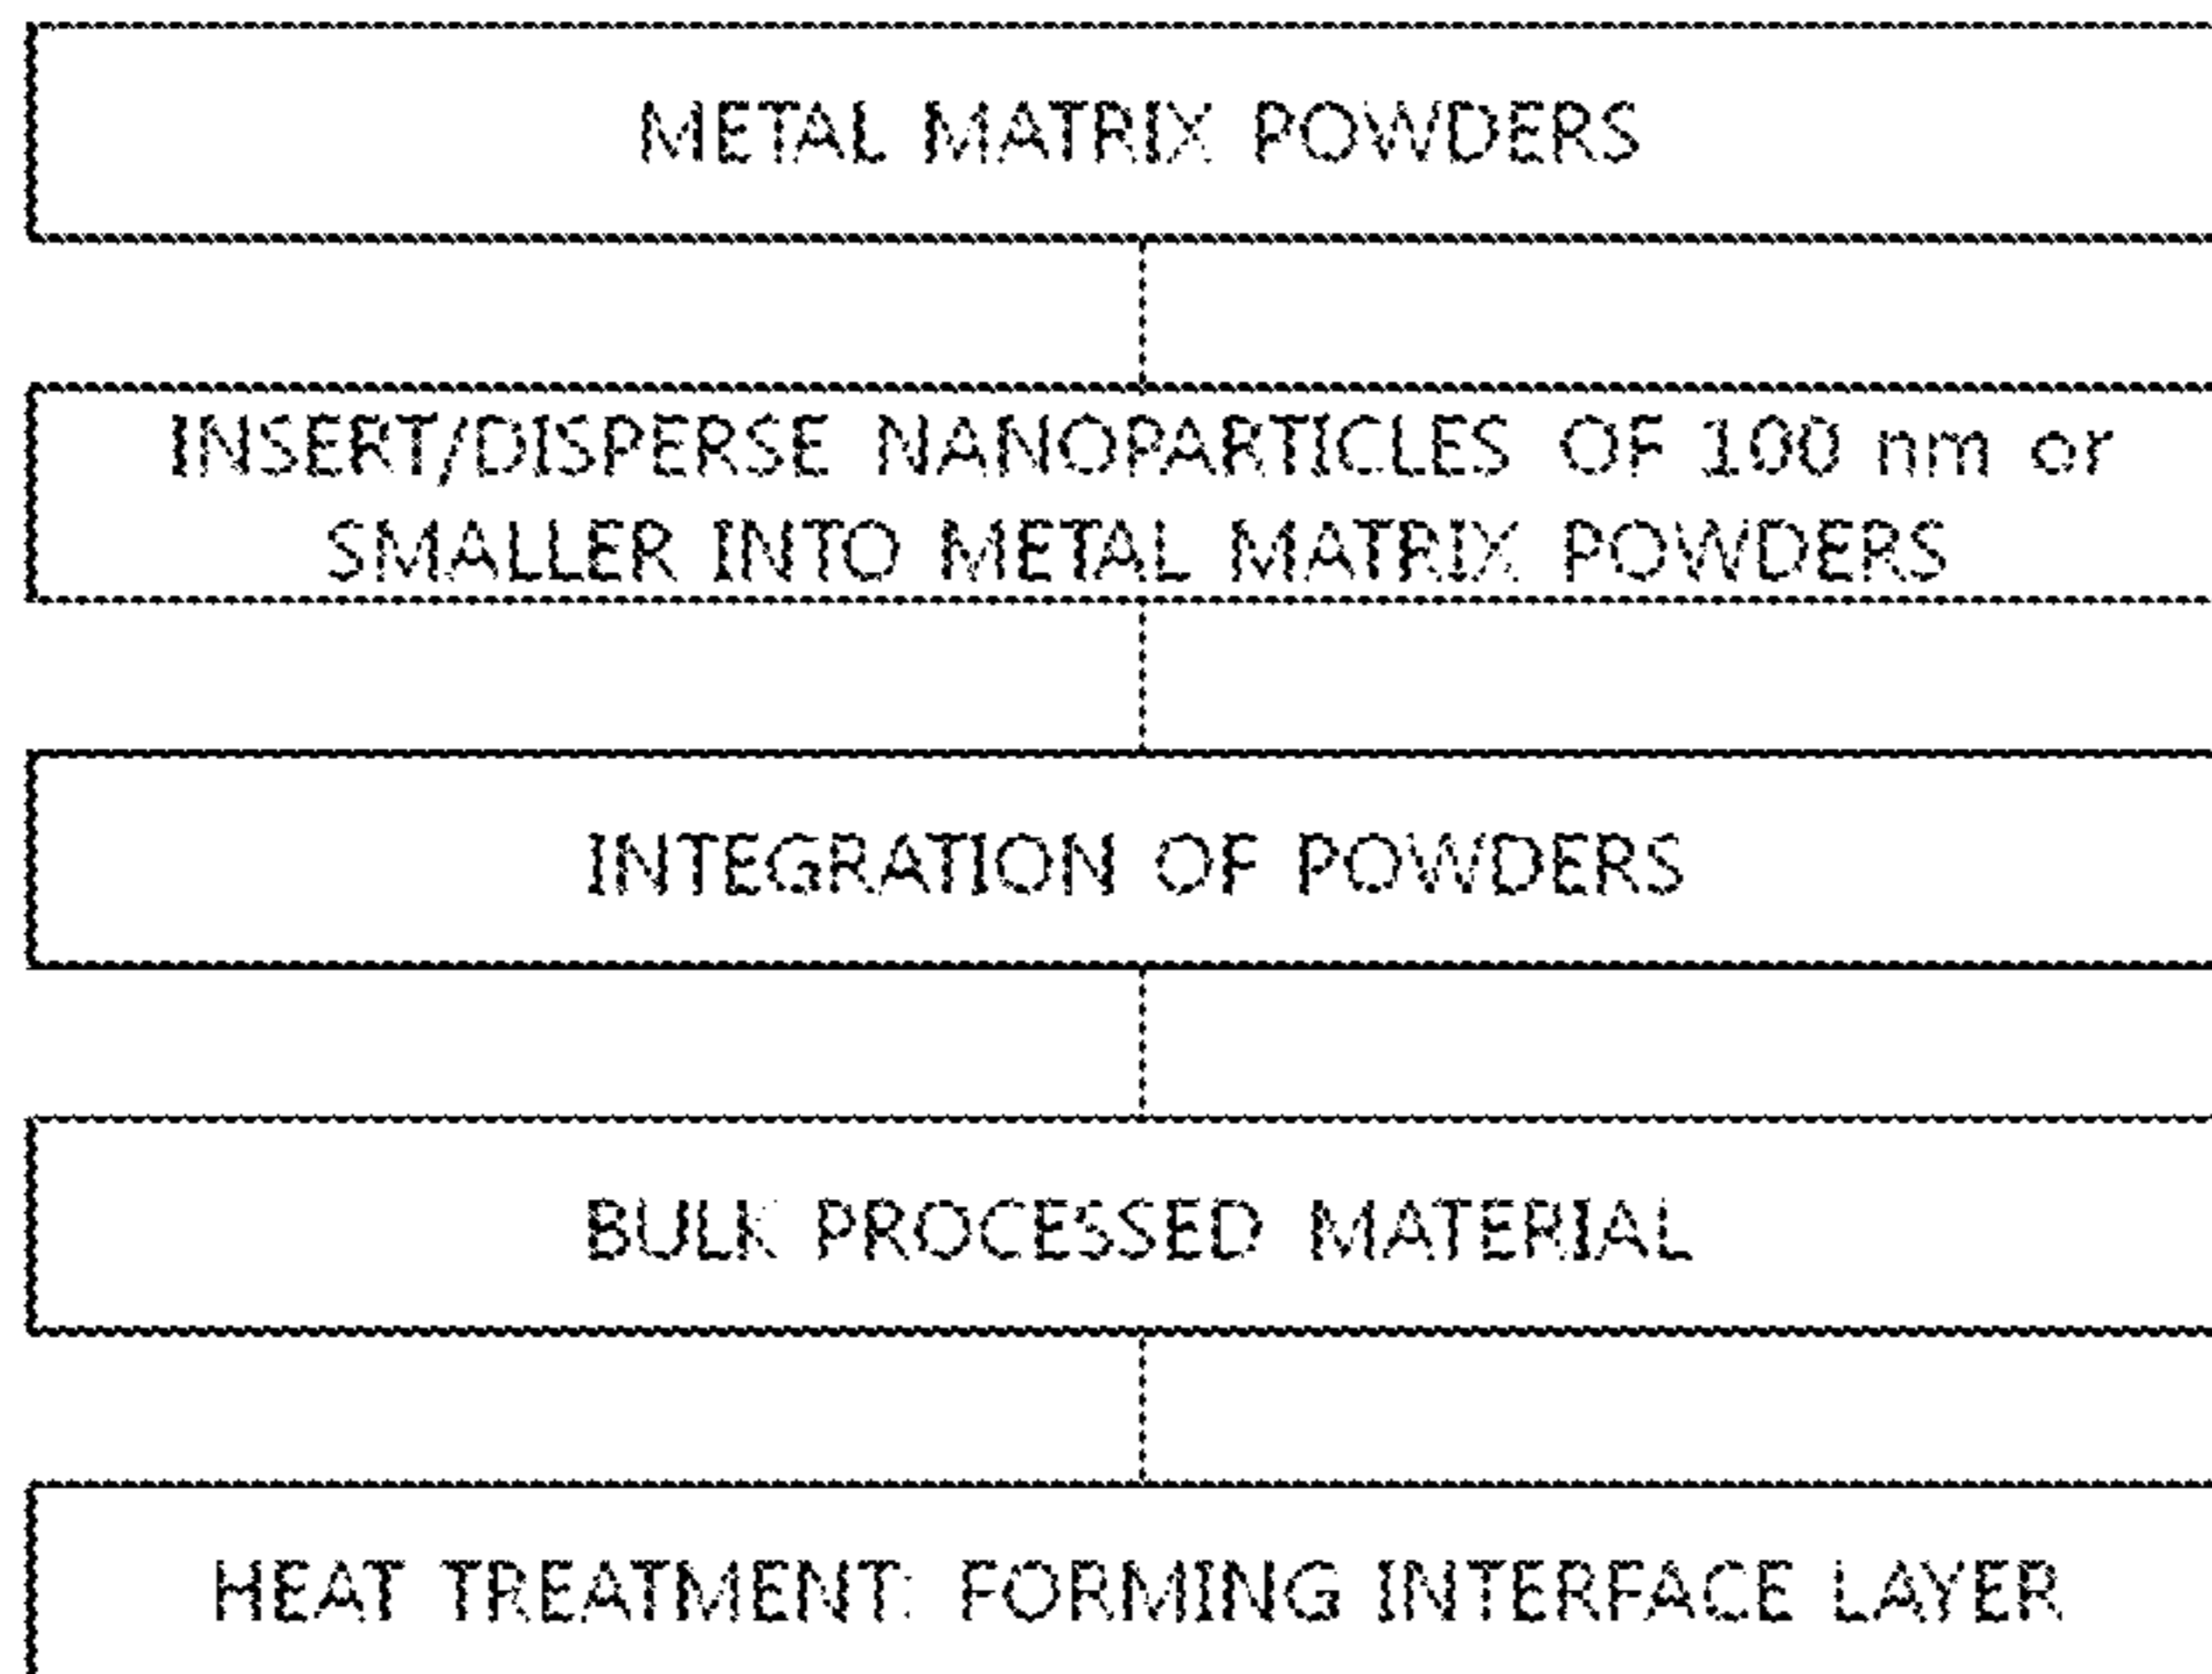 METAL MATRIX POWDERS
INSERT/DISPERSE NANOPARTICLES OF 100 nm or
SMALLER INTO METAL MATRIX POWDERS
INTEGRATION OF POWDERS
BULK PROCESSED MATERIAL
HEAT TREATMENT: FORMING INTERFACE LAYER